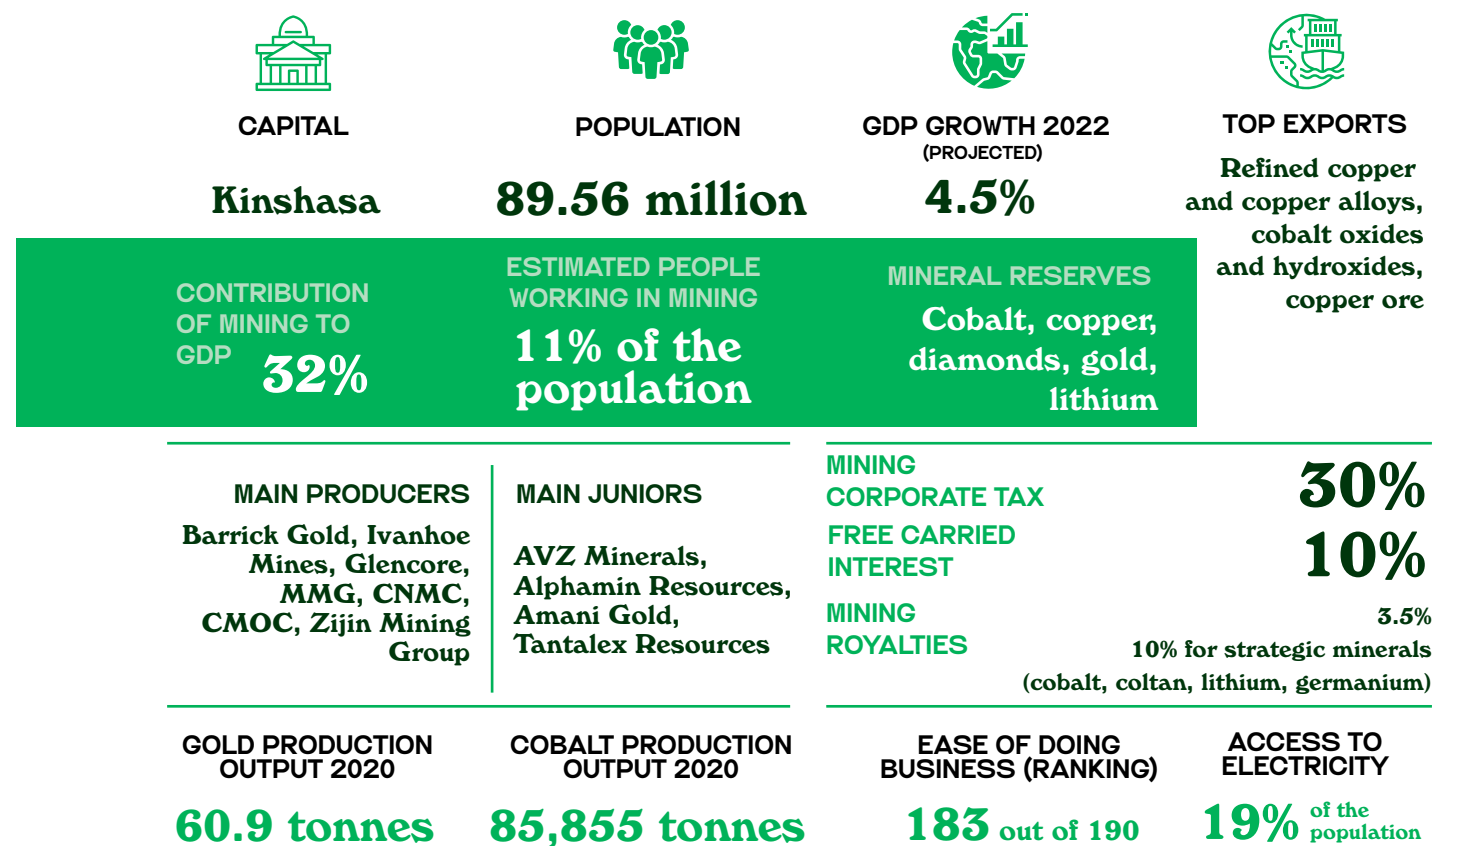 CAPITAL
Kinshasa
POPULATION
89.56 million
GDP GROWTH 2022
(PROJECTED)
4.5%
TOP EXPORTS
Refined copper
and copper alloys,
cobalt oxides
and hydroxides,
copper ore
CONTRIBUTION
OF MINING TO
GDP
32%
ESTIMATED PEOPLE
WORKING IN MINING
11% of the
population
MINERAL RESERVES
Cobalt, copper,
diamonds, gold,
lithium
MAIN PRODUCERS
Barrick Gold, Ivanhoe
Mines, Glencore,
MMG, CNMC,
CMOC, Zijin Mining
Group
MAIN JUNIORS
AVZ Minerals,
Alphamin Resources,
Amani Gold,
Tantalex Resources
MINING
CORPORATE TAX
30%
FREE CARRIED
INTEREST
10%
MINING
ROYALTIES
3.5%
10% for strategic minerals
(cobalt, coltan, lithium, germanium)
GOLD PRODUCTION
OUTPUT 2020
60.9 tonnes
COBALT PRODUCTION
OUTPUT 2020
85,855 tonnes
EASE OF DOING
BUSINESS (RANKING)
183 out of 190
ACCESS TO
ELECTRICITY
19% of the
population